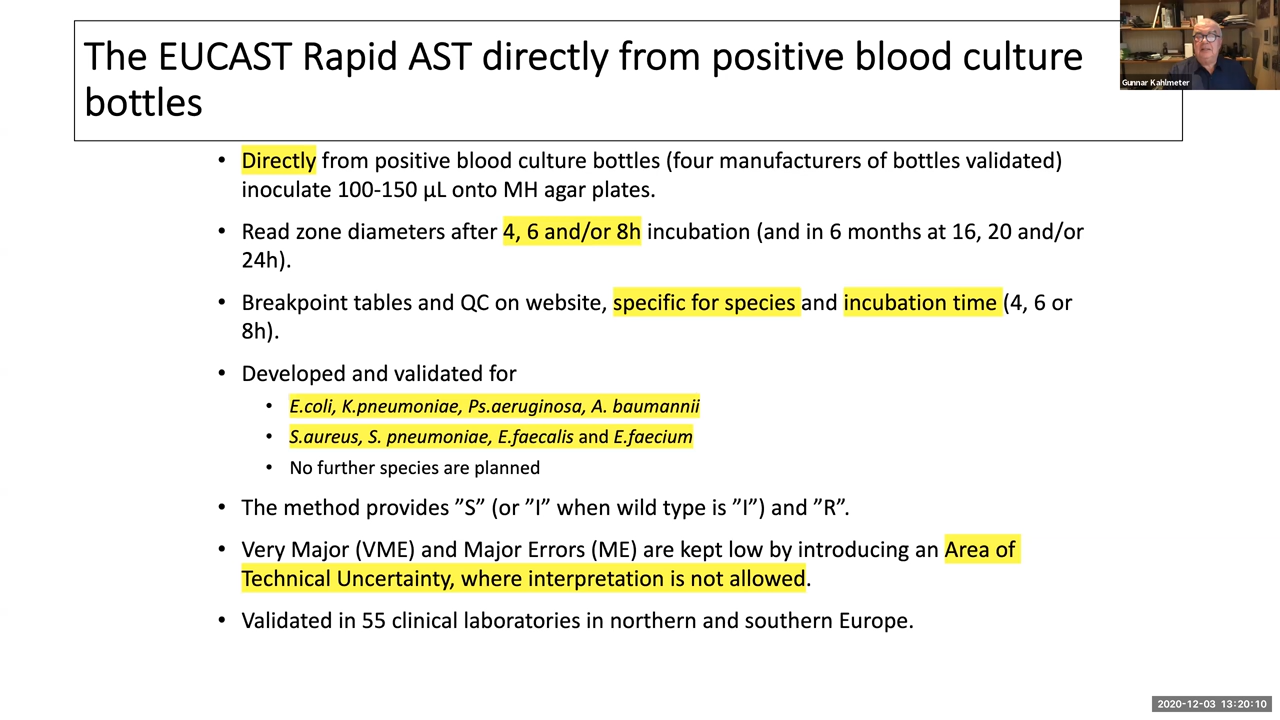 The EUCAST Rapid AST directly from positive blood culture
bottles
Gunnar Kahlmeter
• Directly from positive blood culture bottles (four manufacturers of bottles validated)
inoculate 100-150 µL onto MH agar plates.
• Read zone diameters after 4, 6 and/or 8h incubation (and in 6 months at 16, 20 and/or
24h).
• Breakpoint tables and QC on website, specific for species and incubation time (4, 6 or
8h).
• Developed and validated for
• E.coli, K.pneumoniae, Ps.aeruginosa, A. baumannii
• S.aureus, S. pneumoniae, E.faecalis and E.faecium
• No further species are planned
• The method provides ”S” (or ”I” when wild type is ”I”) and ”R”.
• Very Major (VME) and Major Errors (ME) are kept low by introducing an Area of
Technical Uncertainty, where interpretation is not allowed.
• Validated in 55 clinical laboratories in northern and southern Europe.
2020-12-03 13:20:10